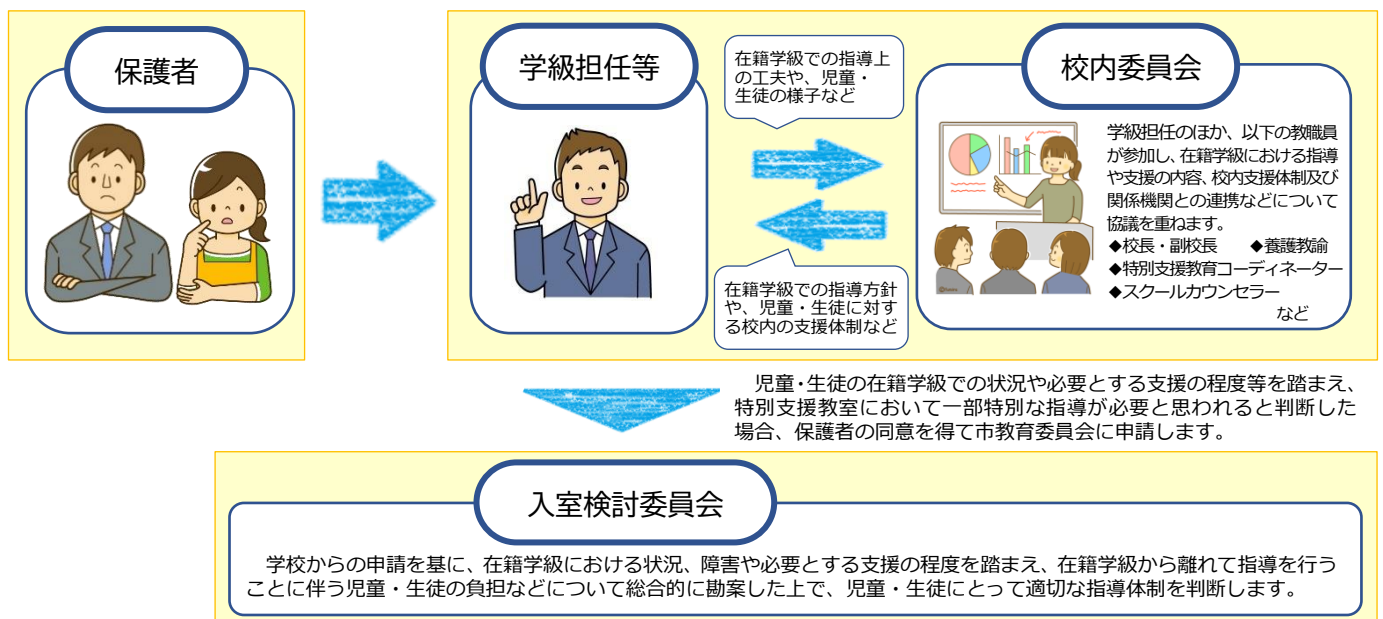 保護者
学級担任等
在籍学級での指導上
の工夫や、児童・
生徒の様子など
在籍学級での指導方針
や、児童・生徒に対す
る校内の支援体制など
校内委員会
学級担任のほか、以下の教職員
が参加し、在籍学級における指導
や支援の内容、校内支援体制及び
関係機関との連携などについて
協議を重ねます。
◆校長・副校長　◆養護教諭
◆特別支援教育コーディネーター
◆スクールカウンセラー
など
児童・生徒の在籍学級での状況や必要とする支援の程度等を踏まえ、
特別支援教室において一部特別な指導が必要と思われると判断した
場合、保護者の同意を得て市教育委員会に申請します。
入室検討委員会
学校からの申請を基に、在籍学級における状況、障害や必要とする支援の程度を踏まえ、在籍学級から離れて指導を行う
ことに伴う児童・生徒の負担などについて総合的に勘案した上で、児童・生徒にとって適切な指導体制を判断します。